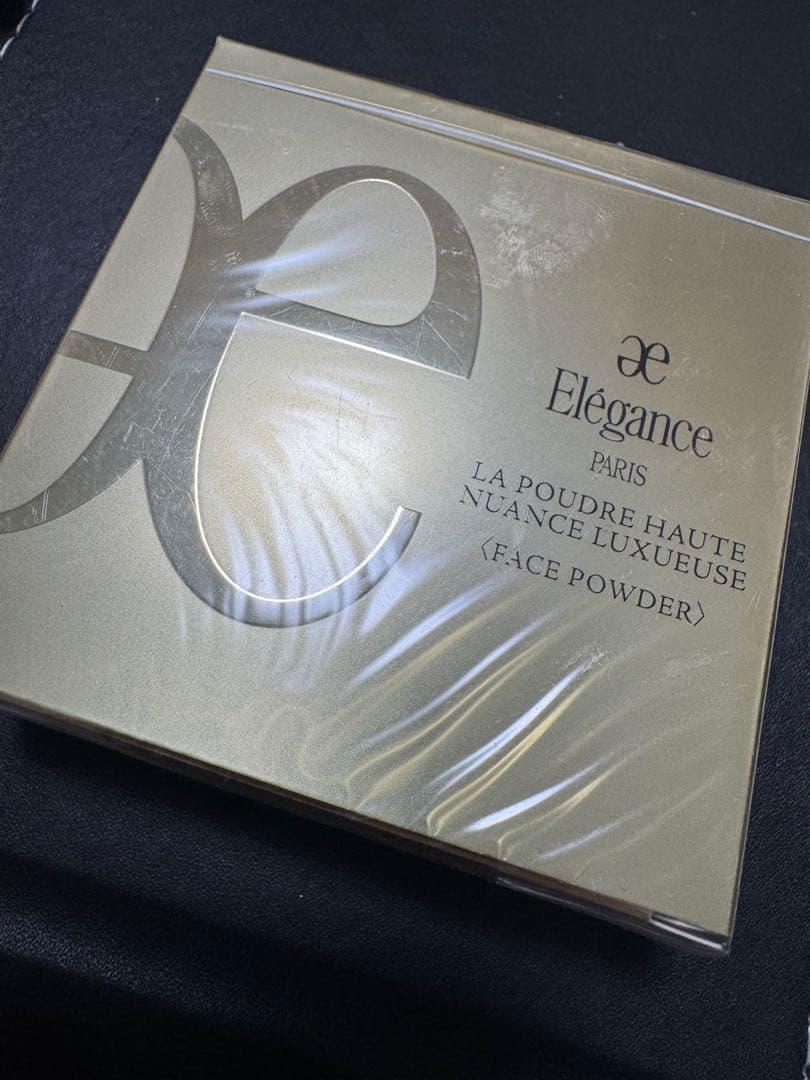 æ
Elégance
PARIS
LA POUDRE HAUTE
NUANCE LUXUEUSE
〈FACE POWDER〉